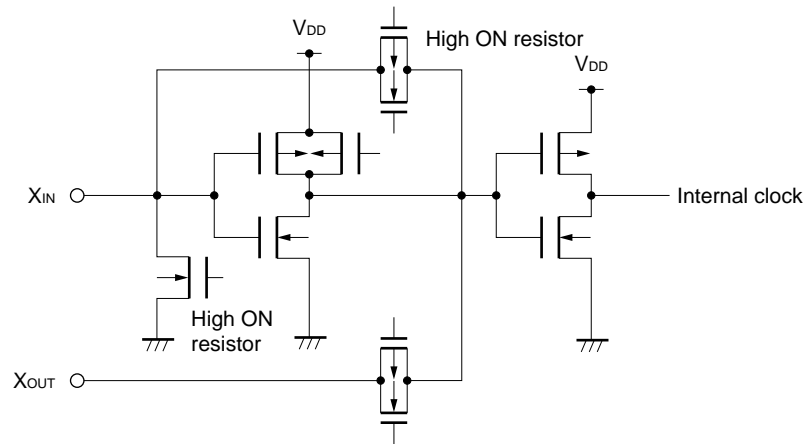 VDD
High ON resistor
VDD
XIN
Internal clock
High ON
resistor
XOUT